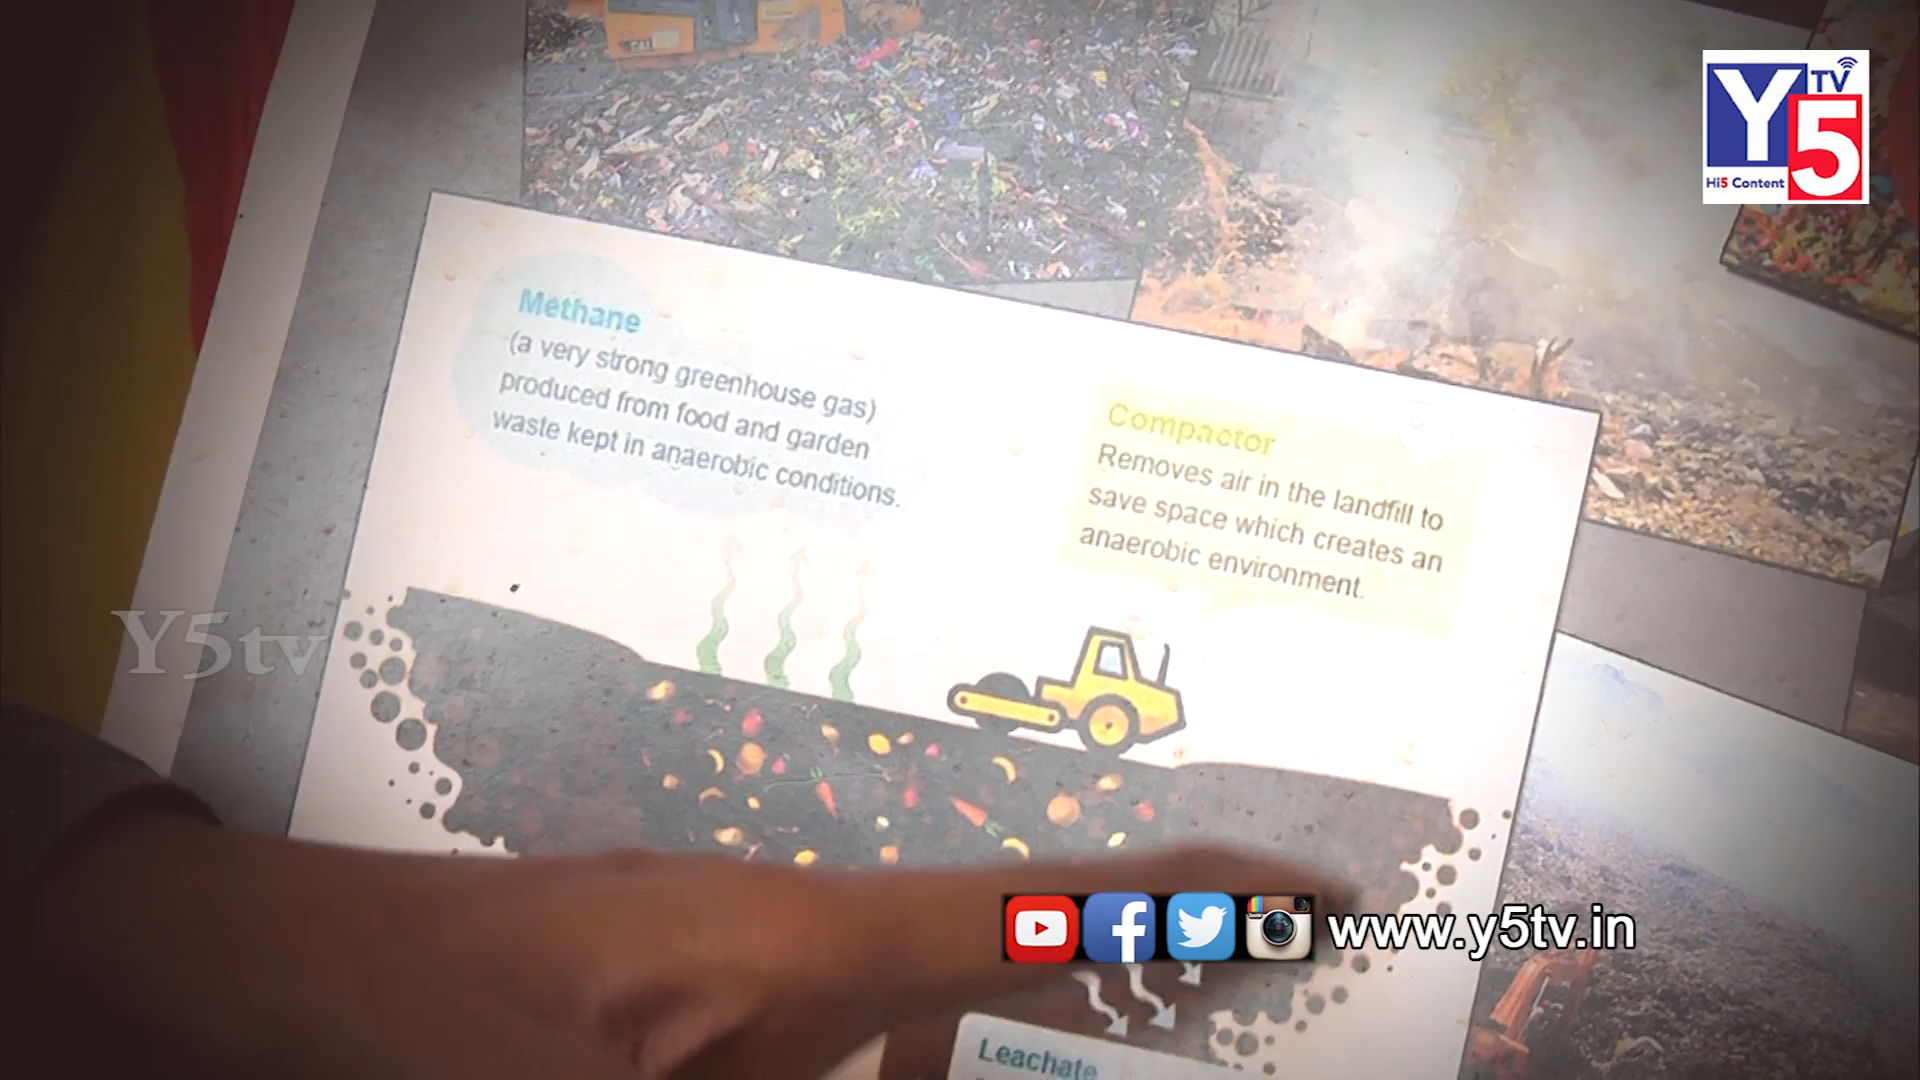 Y TV
5
Hi5 Content
Methane
(a very strong greenhouse gas)
produced from food and garden
waste kept in anaerobic conditions.
Compactor
Removes air in the landfill to
save space which creates an
anaerobic environment.
Y5tv
www.y5tv.in
Leachate